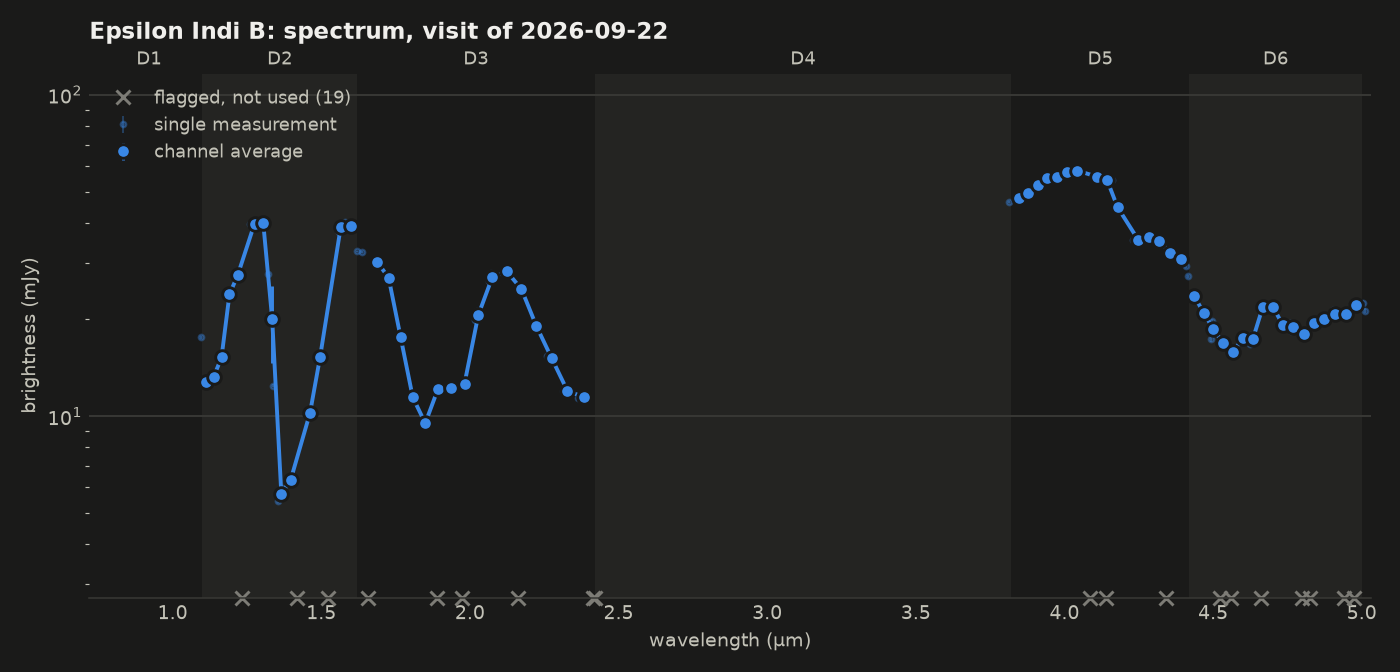 Epsilon Indi B: spectrum, visit of 2026-09-22
D1 D2 D3 D4 D5 D6
flagged, not used (19)
single measurement
channel average
10²
10¹
brightness (mJy)
1.0 1.5 2.0 2.5 3.0 3.5 4.0 4.5 5.0
wavelength (μm)